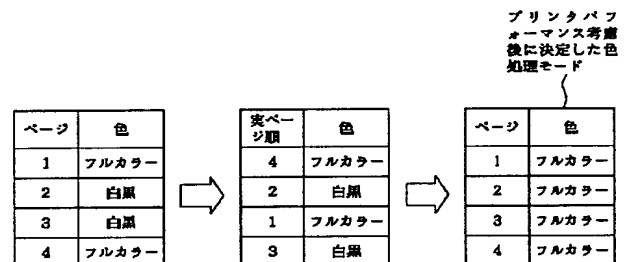 プリンタパフ
ォーマンス考慮
後に決定した色
処理モード
ページ 色
1 フルカラー
2 白黒
3 白黒
4 フルカラー
実ペー
ジ順 色
4 フルカラー
2 白黒
1 フルカラー
3 白黒
ページ 色
1 フルカラー
2 フルカラー
3 フルカラー
4 フルカラー